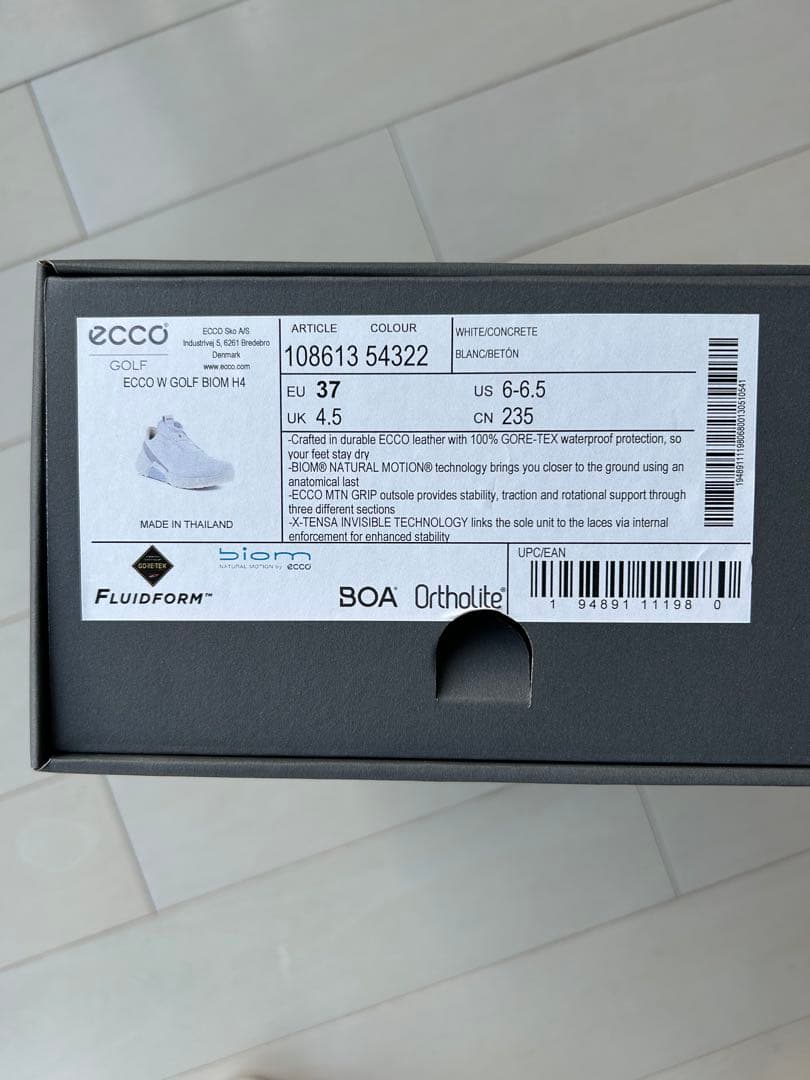 ecco®
GOLF
ECCO Sko A/S
Industrivej 5, 6261 Bredebro
Denmark
www.ecco.com
ECCO W GOLF BIOM H4
MADE IN THAILAND
ARTICLE COLOUR
108613 54322
WHITE/CONCRETE
BLANC/BETÓN
EU 37 US 6-6.5
UK 4.5 CN 235
-Crafted in durable ECCO leather with 100% GORE-TEX waterproof protection, so
your feet stay dry
-BIOM® NATURAL MOTION® technology brings you closer to the ground using an
anatomical last
-ECCO MTN GRIP outsole provides stability, traction and rotational support through
three different sections
-X-TENSA INVISIBLE TECHNOLOGY links the sole unit to the laces via internal
enforcement for enhanced stability
GORE-TEX
FLUIDFORM™
biom
NATURAL MOTION by ecco®
BOA® Ortholite®
UPC/EAN
1 94891 11198 0